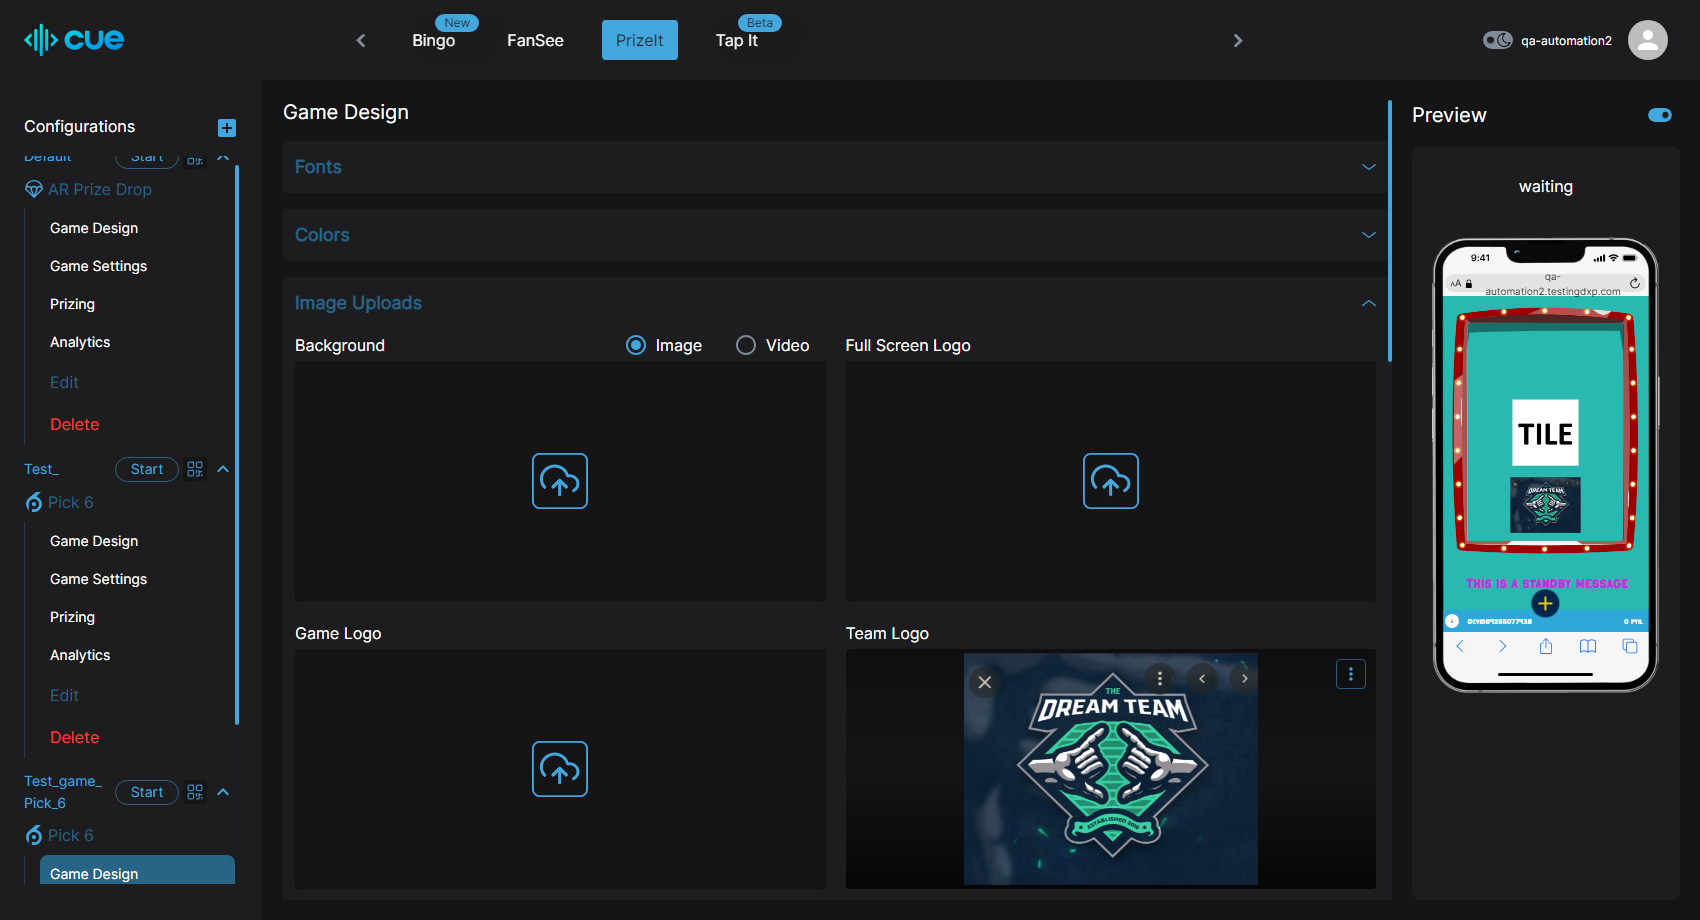 cue
New
Bingo
FanSee
PrizeIt
Beta
Tap It
qa-automation2
Configurations
Default
Start
AR Prize Drop
Game Design
Game Settings
Prizing
Analytics
Edit
Delete
Test_
Start
Pick 6
Game Design
Game Settings
Prizing
Analytics
Edit
Delete
Test_game_
Pick_6
Start
Pick 6
Game Design
Game Design
Fonts
Colors
Image Uploads
Background
Image
Video
Full Screen Logo
Game Logo
Team Logo
THE
DREAM TEAM
ESTABLISHED 2010
Preview
waiting
9:41
AA
qa-
automation2.testingdxp.com
TILE
DREAM TEAM
THIS IS A STANDBY MESSAGE
0 PTS.